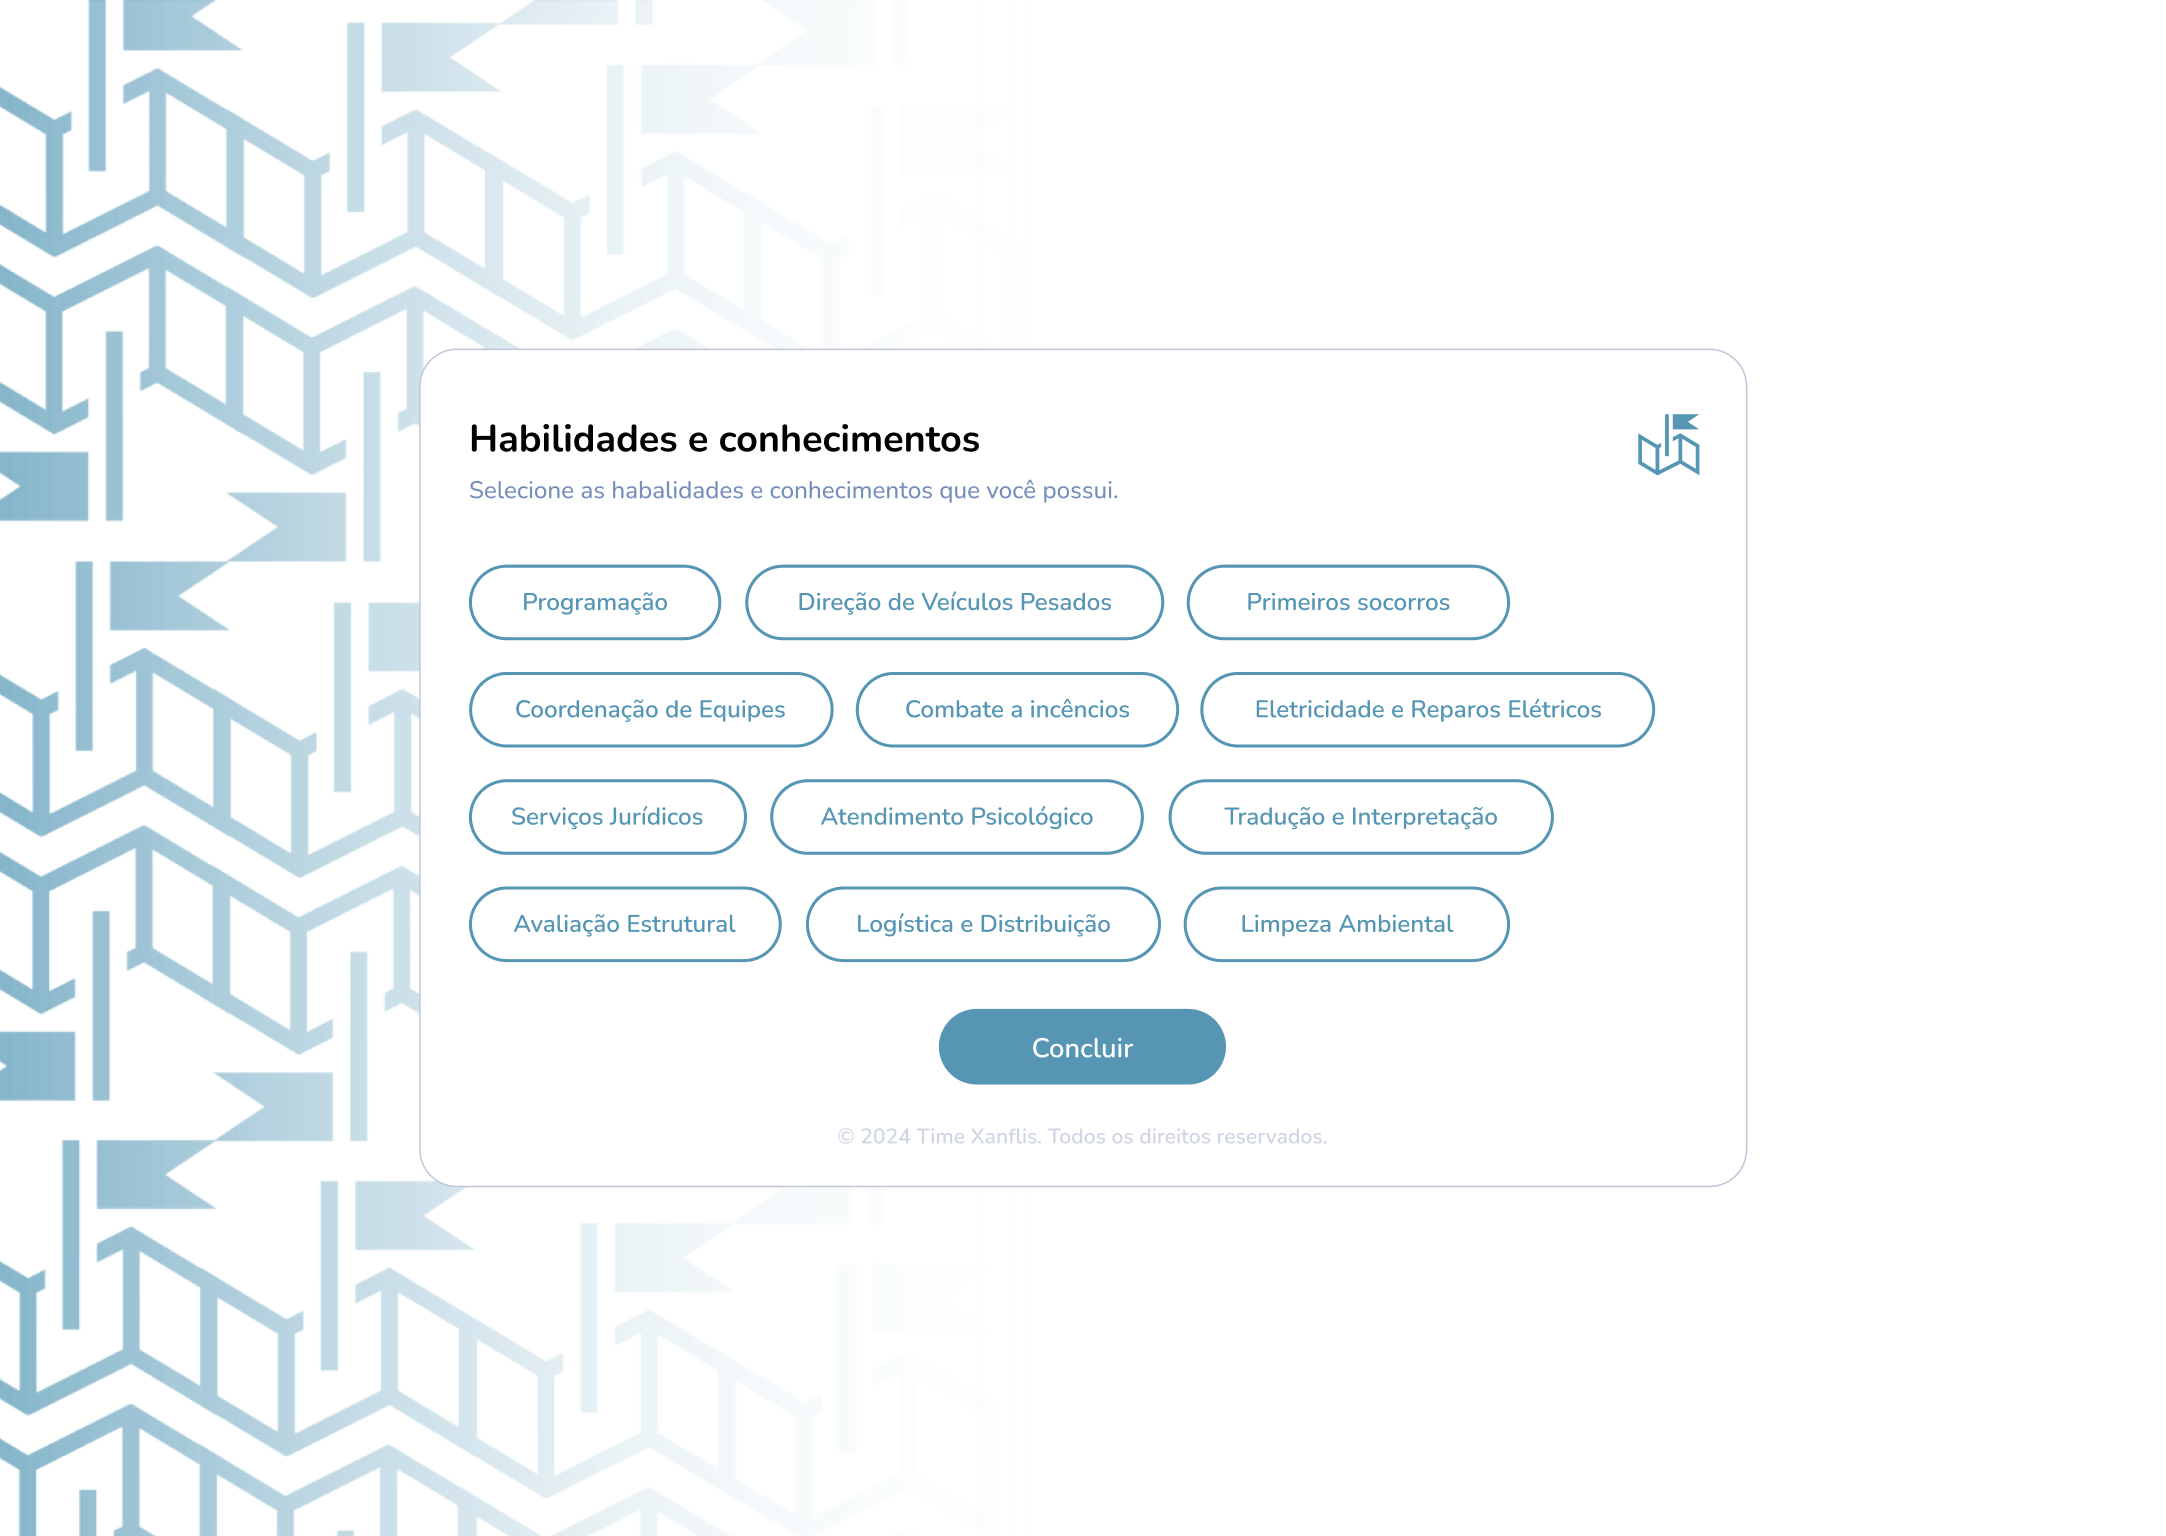 Habilidades e conhecimentos
Selecione as habalidades e conhecimentos que você possui.
Programação
Direção de Veículos Pesados
Primeiros socorros
Coordenação de Equipes
Combate a incêncios
Eletricidade e Reparos Elétricos
Serviços Jurídicos
Atendimento Psicológico
Tradução e Interpretação
Avaliação Estrutural
Logística e Distribuição
Limpeza Ambiental
Concluir
© 2024 Time Xanflis. Todos os direitos reservados.